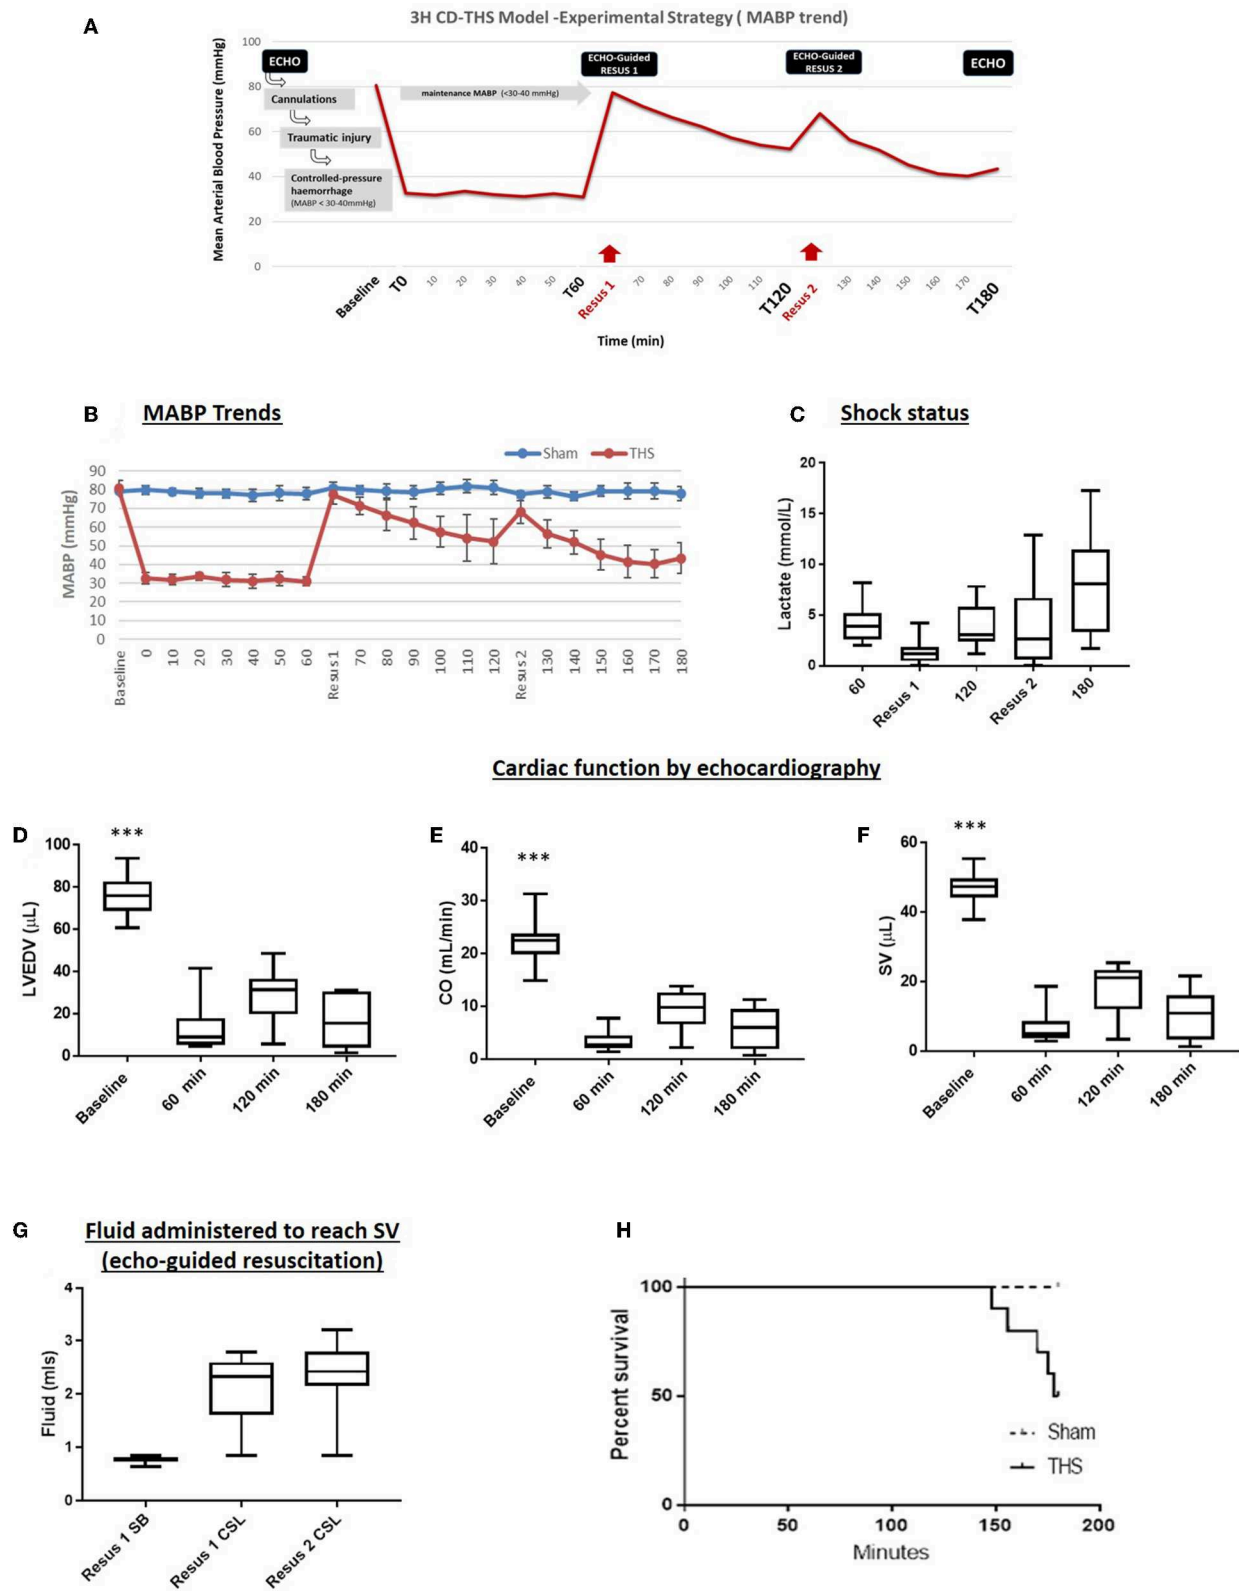 A
3H CD-THS Model -Experimental Strategy ( MABP trend)
Mean Arterial Blood Pressure (mmHg)
100
80
60
40
20
0
ECHO
Cannulations
Traumatic injury
Controlled-pressure
haemorrhage
(MABP < 30-40mmHg)
maintenance MABP (<30-40 mmHg)
ECHO-Guided
RESUS 1
ECHO-Guided
RESUS 2
ECHO
Baseline T0 10 20 30 40 50 T60 Resus 1 70 80 90 100 110 T120 Resus 2 130 140 150 160 170 T180
Time (min)
B
MABP Trends
Sham THS
MABP (mmHg)
90
80
70
60
50
40
30
20
10
0
Baseline 0 10 20 30 40 50 60 Resus 1 70 80 90 100 110 120 Resus 2 130 140 150 160 170 180
C
Shock status
Lactate (mmol/L)
20
15
10
5
0
60 Resus 1 120 Resus 2 180
Cardiac function by echocardiography
D
LVEDV (µL)
100
80
60
40
20
0
***
Baseline 60 min 120 min 180 min
E
CO (mL/min)
40
30
20
10
0
***
Baseline 60 min 120 min 180 min
F
SV (µL)
60
40
20
0
***
Baseline 60 min 120 min 180 min
G
Fluid administered to reach SV
(echo-guided resuscitation)
Fluid (mls)
4
3
2
1
0
Resus 1 SB Resus 1 CSL Resus 2 CSL
H
Percent survival
100
50
0
Sham
THS
0 50 100 150 200
Minutes